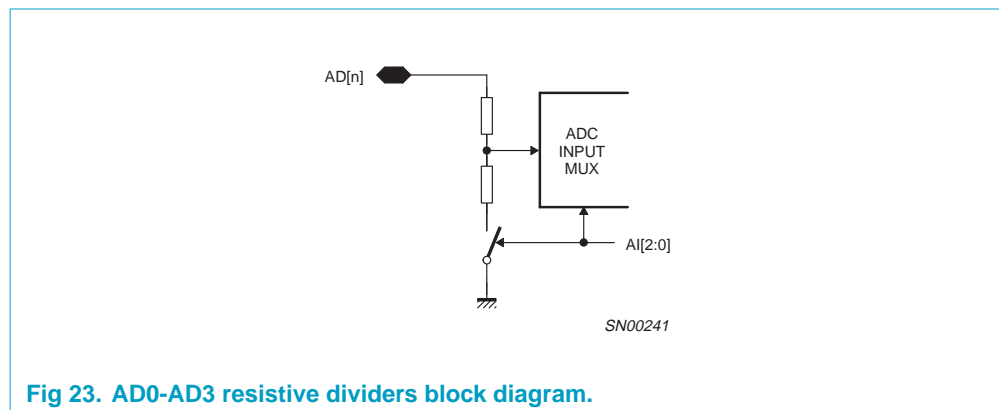 AD[n]
ADC
INPUT
MUX
AI[2:0]
SN00241
Fig 23. AD0-AD3 resistive dividers block diagram.